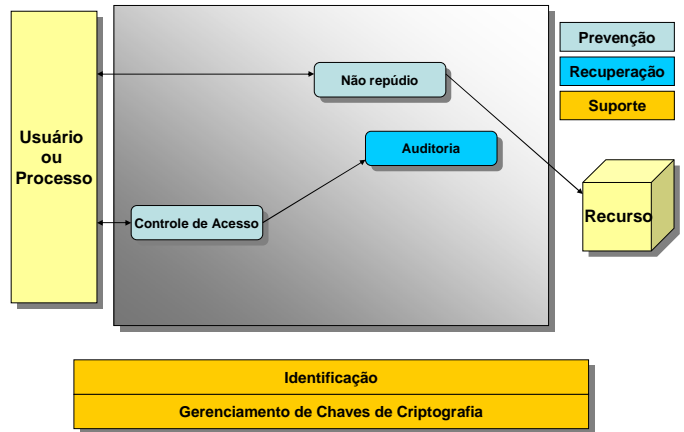 Prevenção
Não repúdio
Recuperação
Suporte
Usuário
ou
Processo
Auditoria
Controle de Acesso
Recurso
Identificação
Gerenciamento de Chaves de Criptografia